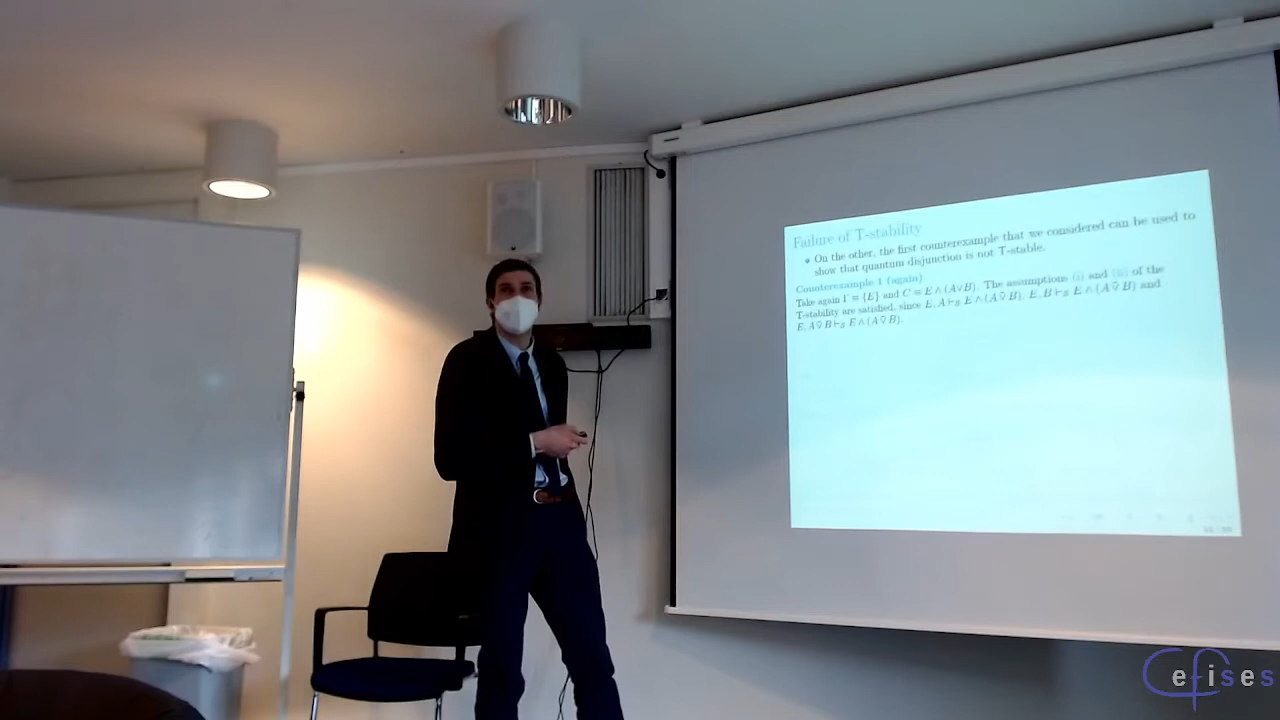 Failure of T-stability
• On the other, the first counterexample that we considered can be used to
show that quantum disjunction is not T-stable.
Counterexample 1 (again)
Take again Γ = {E} and C = E ∧ (A∨B). The assumptions (i) and (ii) of the
T-stability are satisfied, since E, A ⊢ E ∧ (A ⊻ B), E, B ⊢ E ∧ (A ⊻ B) and
E, A ⊻ B ⊢ E ∧ (A ⊻ B).
Cefises